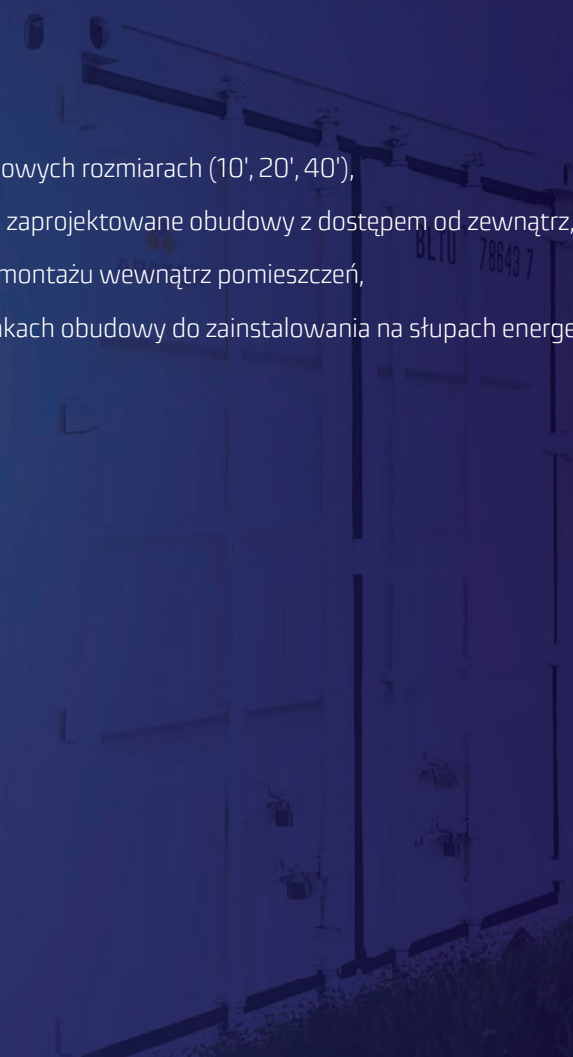 owych rozmiarach (10', 20', 40'),
zaprojektowane obudowy z dostępem od zewnątrz,
montażu wewnątrz pomieszczeń,
kach obudowy do zainstalowania na słupach energe
BLTU 78643 7